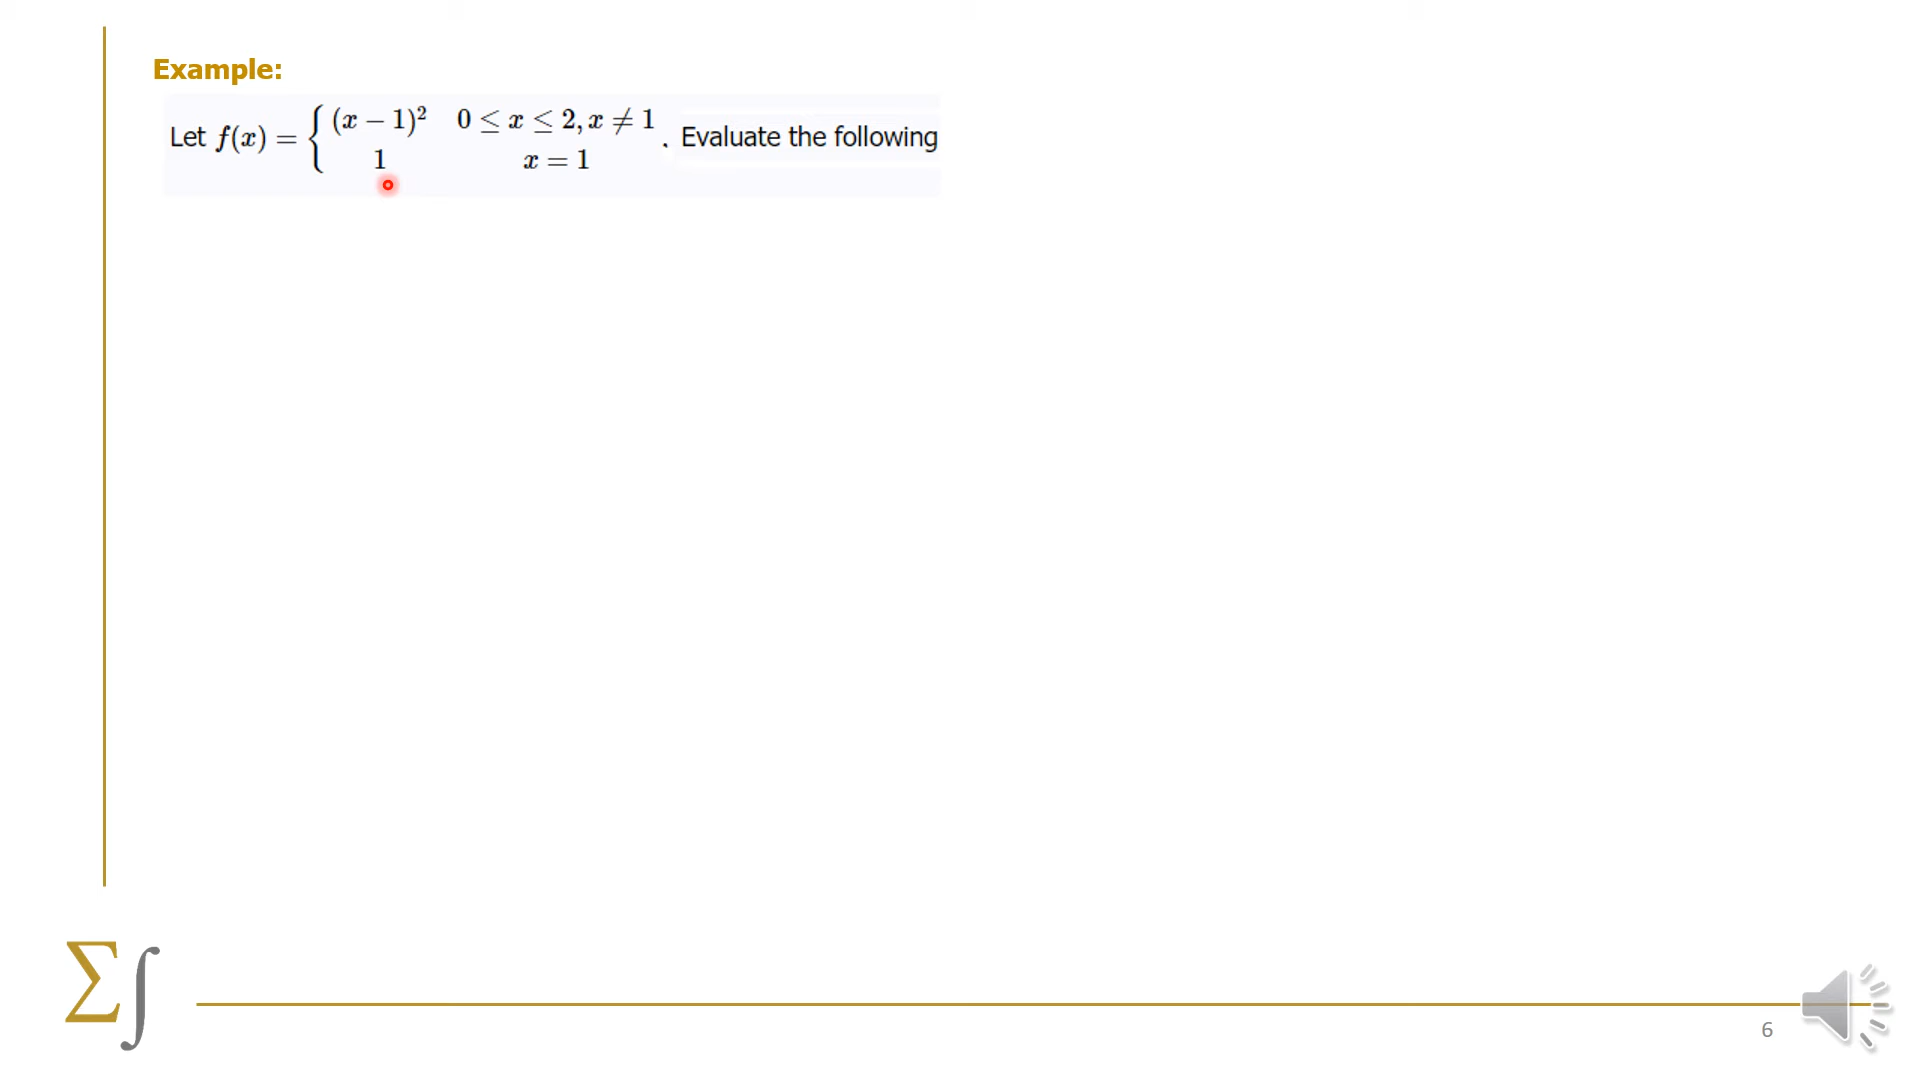 Example:
Let f(x) = { (x − 1)² 0 ≤ x ≤ 2, x ≠ 1
1 x = 1 . Evaluate the following
∑∫
6